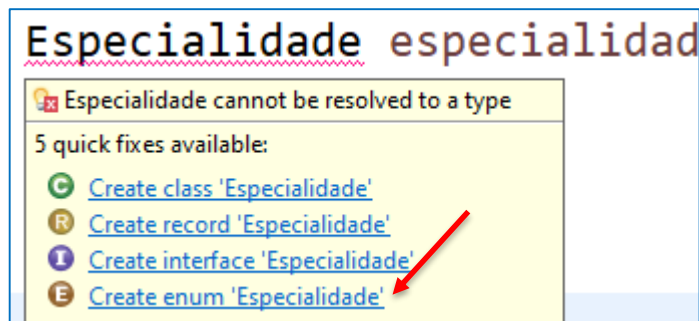 Especialidade especialidad
Especialidade cannot be resolved to a type
5 quick fixes available:
C Create class 'Especialidade'
R Create record 'Especialidade'
I Create interface 'Especialidade'
E Create enum 'Especialidade'